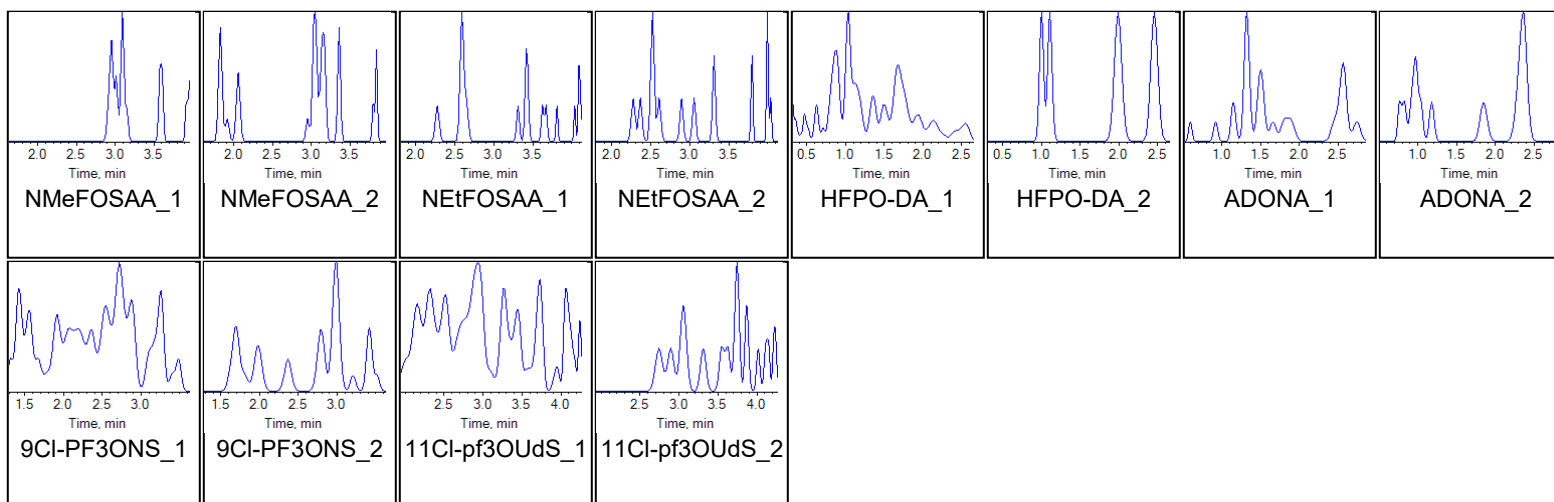 2.0 3.0 3.5
Time, min
NMeFOSAA_1
2.0 3.0 3.5
Time, min
NMeFOSAA_2
2.0 2.5 3.0 3.5
Time, min
NEtFOSAA_1
2.0 2.5 3.0 3.5
Time, min
NEtFOSAA_2
0.5 1.0 1.5 2.0 2.5
Time, min
HFPO-DA_1
0.5 1.0 1.5 2.0 2.5
Time, min
HFPO-DA_2
1.0 1.5 2.0 2.5
Time, min
ADONA_1
1.0 1.5 2.0 2.5
Time, min
ADONA_2
1.5 2.0 2.5 3.0
Time, min
9Cl-PF3ONS_1
1.5 2.0 3.0
Time, min
9Cl-PF3ONS_2
2.5 3.0 3.5 4.0
Time, min
11Cl-pf3OUdS_1
2.5 3.0 3.5 4.0
Time, min
11Cl-pf3OUdS_2